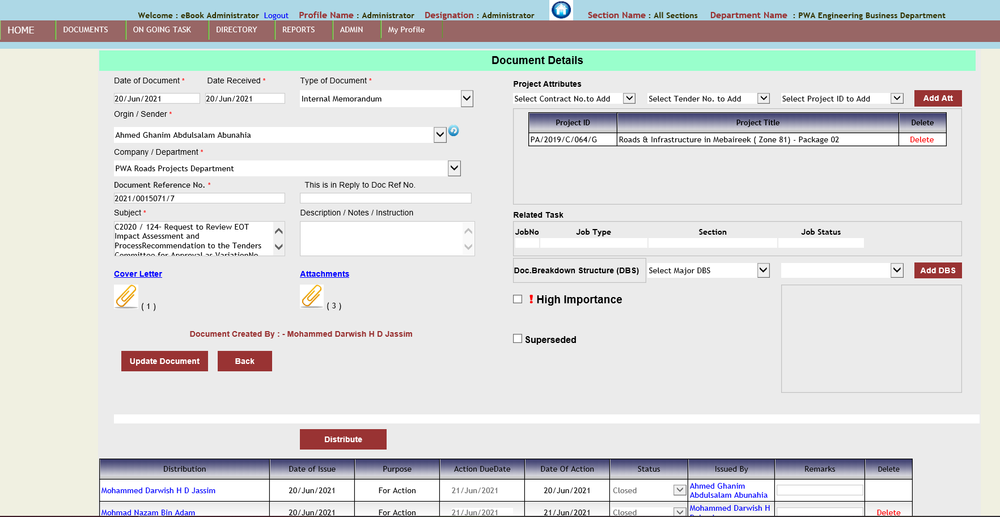 Welcome : eBook Administrator Logout Profile Name : Administrator Designation : Administrator Section Name : All Sections Department Name : PWA Engineering Business Department
HOME DOCUMENTS ON GOING TASK DIRECTORY REPORTS ADMIN My Profile
Document Details
Date of Document * Date Received * Type of Document *
20/Jun/2021 20/Jun/2021 Internal Memorandum
Orgin / Sender *
Ahmed Ghanim Abdulsalam Abunahia
Company / Department *
PWA Roads Projects Department
Document Reference No. * This is in Reply to Doc Ref No.
2021/0015071/7
Subject * Description / Notes / Instruction
C2020 / 124- Request to Review EOT
Impact Assessment and
ProcessRecommendation to the Tenders
Committee for Approval as VariationNo
Cover Letter Attachments
( 1 ) ( 3 )
Document Created By : - Mohammed Darwish H D Jassim
Update Document Back
Project Attributes
Select Contract No.to Add Select Tender No. to Add Select Project ID to Add Add Att
Project ID Project Title Delete
PA/2019/C/064/G Roads & Infrastructure in Mebaireek ( Zone 81) - Package 02 Delete
Related Task
JobNo Job Type Section Job Status
Doc.Breakdown Structure (DBS) Select Major DBS Add DBS
! High Importance
Superseded
Distribute
Distribution Date of Issue Purpose Action DueDate Date Of Action Status Issued By Remarks Delete
Mohammed Darwish H D Jassim 20/Jun/2021 For Action 21/Jun/2021 20/Jun/2021 Closed Ahmed Ghanim
Abdulsalam Abunahia
Mohmad Nazam Bin Adam 20/Jun/2021 For Action 21/Jun/2021 21/Jun/2021 Closed Mohammed Darwish H Delete